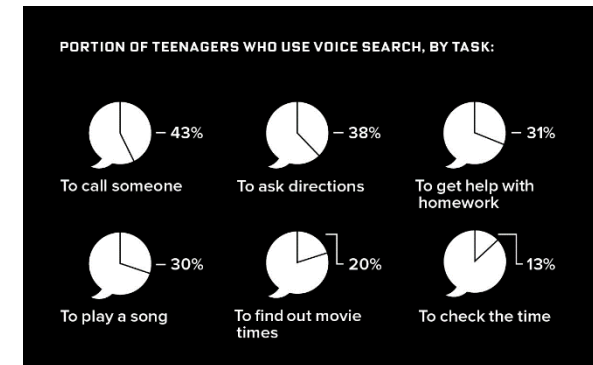 PORTION OF TEENAGERS WHO USE VOICE SEARCH, BY TASK:
43%
To call someone
38%
To ask directions
31%
To get help with
homework
30%
To play a song
20%
To find out movie
times
13%
To check the time